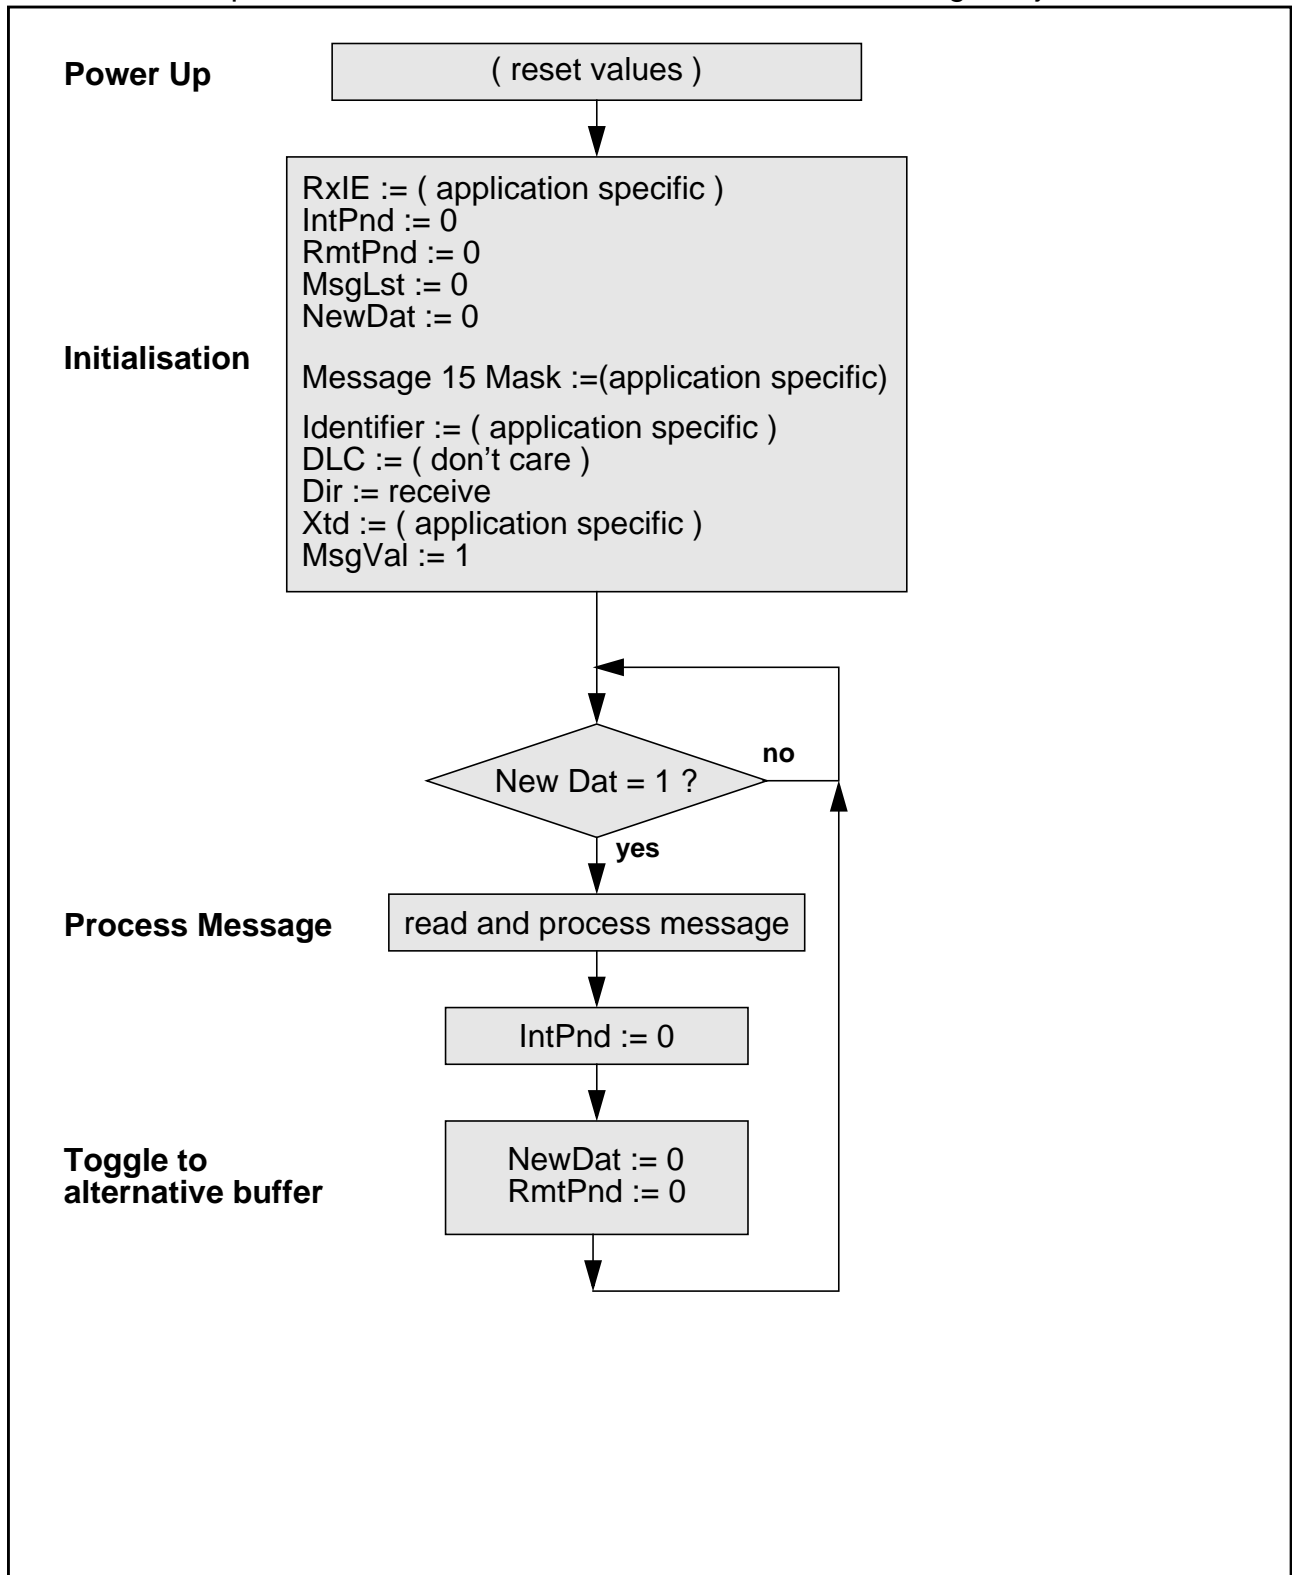 Power Up
( reset values )
RxIE := ( application specific )
IntPnd := 0
RmtPnd := 0
MsgLst := 0
NewDat := 0
Initialisation
Message 15 Mask :=(application specific)
Identifier := ( application specific )
DLC := ( don’t care )
Dir := receive
Xtd := ( application specific )
MsgVal := 1
New Dat = 1 ?
no
yes
Process Message
read and process message
IntPnd := 0
Toggle to
alternative buffer
NewDat := 0
RmtPnd := 0